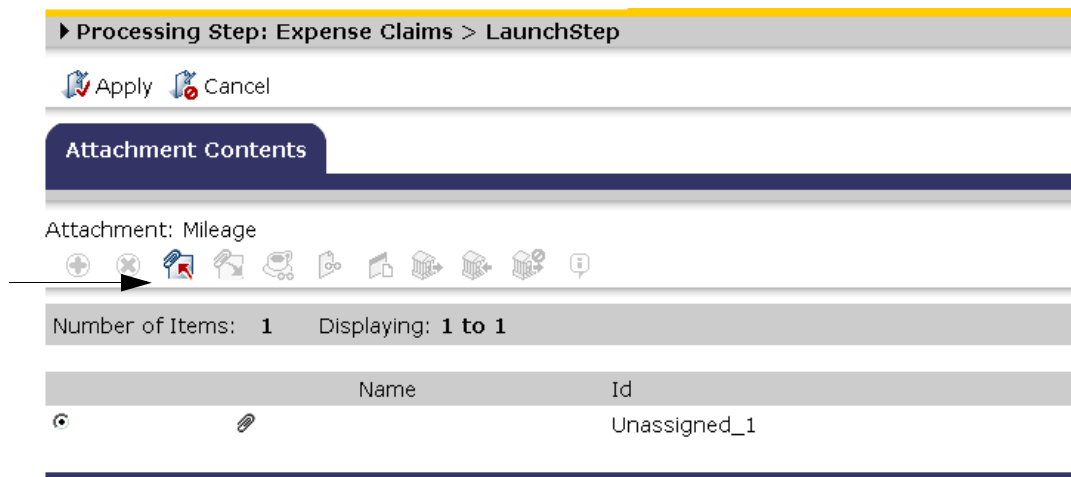 Processing Step: Expense Claims > LaunchStep
Apply Cancel
Attachment Contents
Attachment: Mileage
Number of Items: 1 Displaying: 1 to 1
Name Id
Unassigned_1